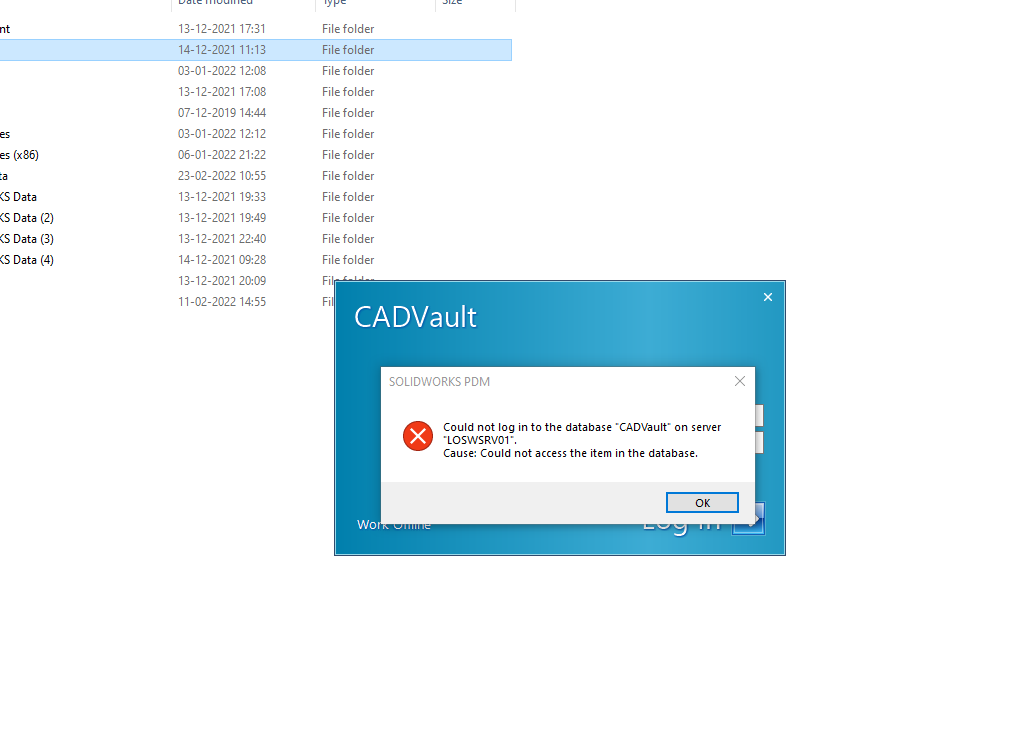 Date modified Type Size
nt 13-12-2021 17:31 File folder
14-12-2021 11:13 File folder
03-01-2022 12:08 File folder
13-12-2021 17:08 File folder
07-12-2019 14:44 File folder
es 03-01-2022 12:12 File folder
es (x86) 06-01-2022 21:22 File folder
ta 23-02-2022 10:55 File folder
KS Data 13-12-2021 19:33 File folder
KS Data (2) 13-12-2021 19:49 File folder
KS Data (3) 13-12-2021 22:40 File folder
KS Data (4) 14-12-2021 09:28 File folder
13-12-2021 20:09 File folder
11-02-2022 14:55 Fil
CADVault
SOLIDWORKS PDM
Could not log in to the database "CADVault" on server
"LOSWSRV01".
Cause: Could not access the item in the database.
OK
Work Offline
Log In